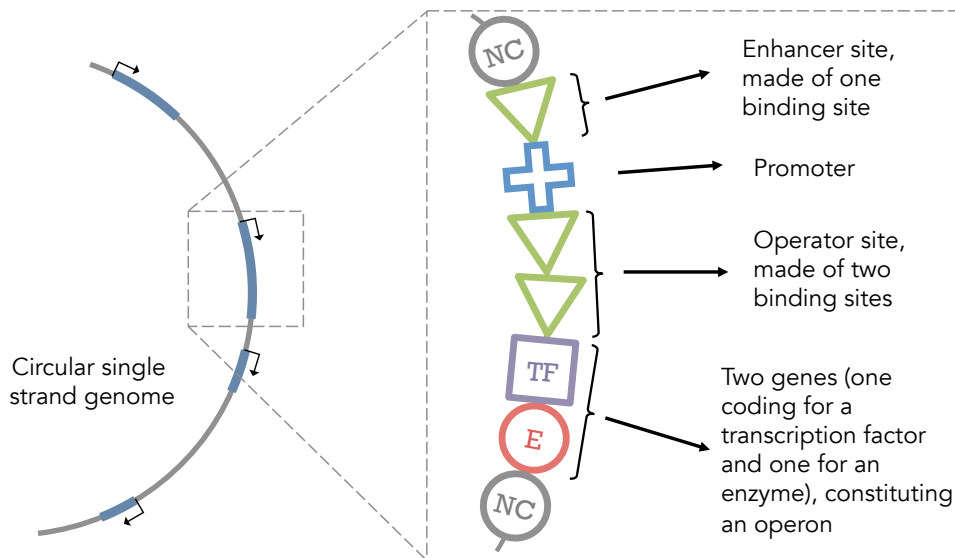 NC
Enhancer site,
made of one
binding site
Promoter
Operator site,
made of two
binding sites
Circular single
strand genome
TF
E
NC
Two genes (one
coding for a
transcription factor
and one for an
enzyme), constituting
an operon